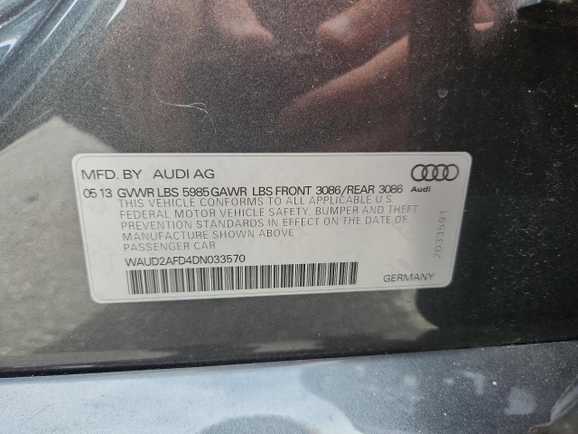 MFD. BY AUDI AG
05 13 GVWR LBS 5985 GAWR LBS FRONT 3086/REAR 3086
Audi
THIS VEHICLE CONFORMS TO ALL APPLICABLE U.S.
FEDERAL MOTOR VEHICLE SAFETY, BUMPER AND THEFT
PREVENTION STANDARDS IN EFFECT ON THE DATE OF
MANUFACTURE SHOWN ABOVE
PASSENGER CAR
WAUD2AFD4DN033570
GERMANY
2033591